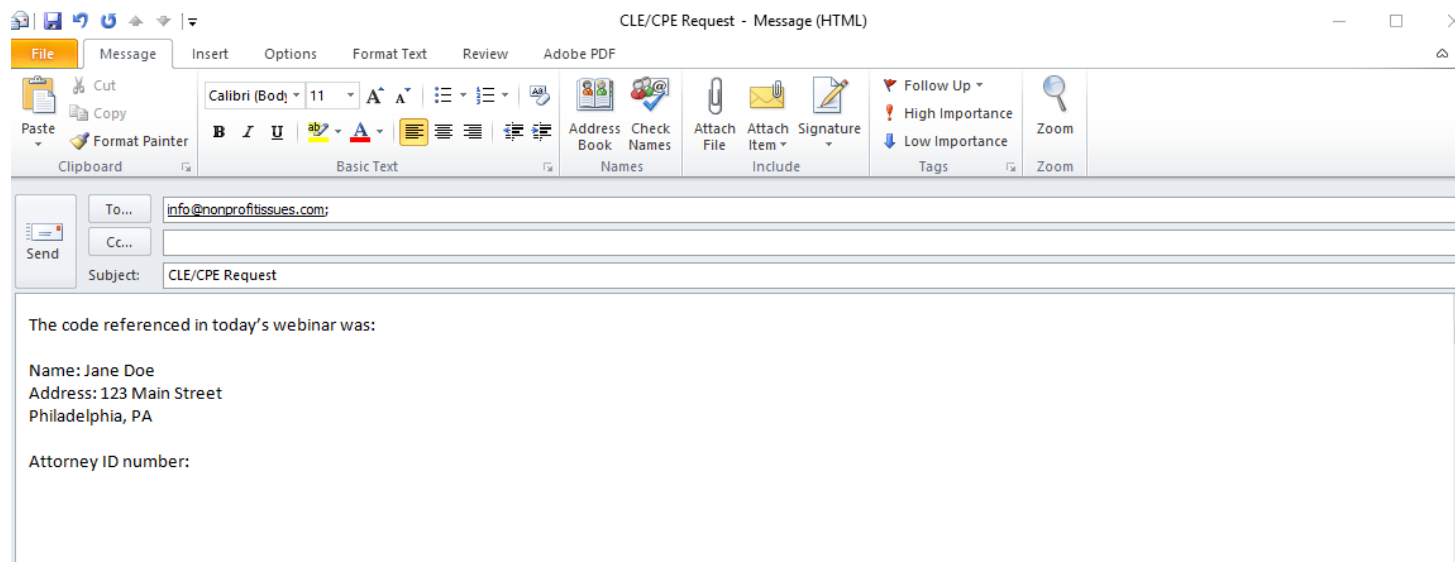 CLE/CPE Request - Message (HTML)
File Message Insert Options Format Text Review Adobe PDF
Cut
Copy
Format Painter
Paste
Clipboard
Calibri (Body 11
B I U
Basic Text
Address Book
Check Names
Names
Attach File
Attach Item
Signature
Include
Follow Up
High Importance
Low Importance
Tags
Zoom
Zoom
Send
To... info@nonprofitissues.com;
Cc...
Subject: CLE/CPE Request
The code referenced in today’s webinar was:
Name: Jane Doe
Address: 123 Main Street
Philadelphia, PA
Attorney ID number: